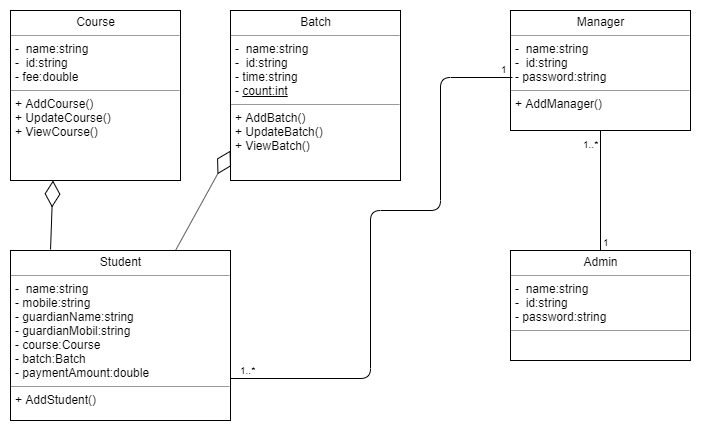 Course
- name:string
- id:string
- fee:double
+ AddCourse()
+ UpdateCourse()
+ ViewCourse()
Batch
- name:string
- id:string
- time:string
- count:int
+ AddBatch()
+ UpdateBatch()
+ ViewBatch()
Manager
- name:string
- id:string
- password:string
+ AddManager()
1
1..*
1
Student
- name:string
- mobile:string
- guardianName:string
- guardianMobil:string
- course:Course
- batch:Batch
- paymentAmount:double
+ AddStudent()
1..*
Admin
- name:string
- id:string
- password:string